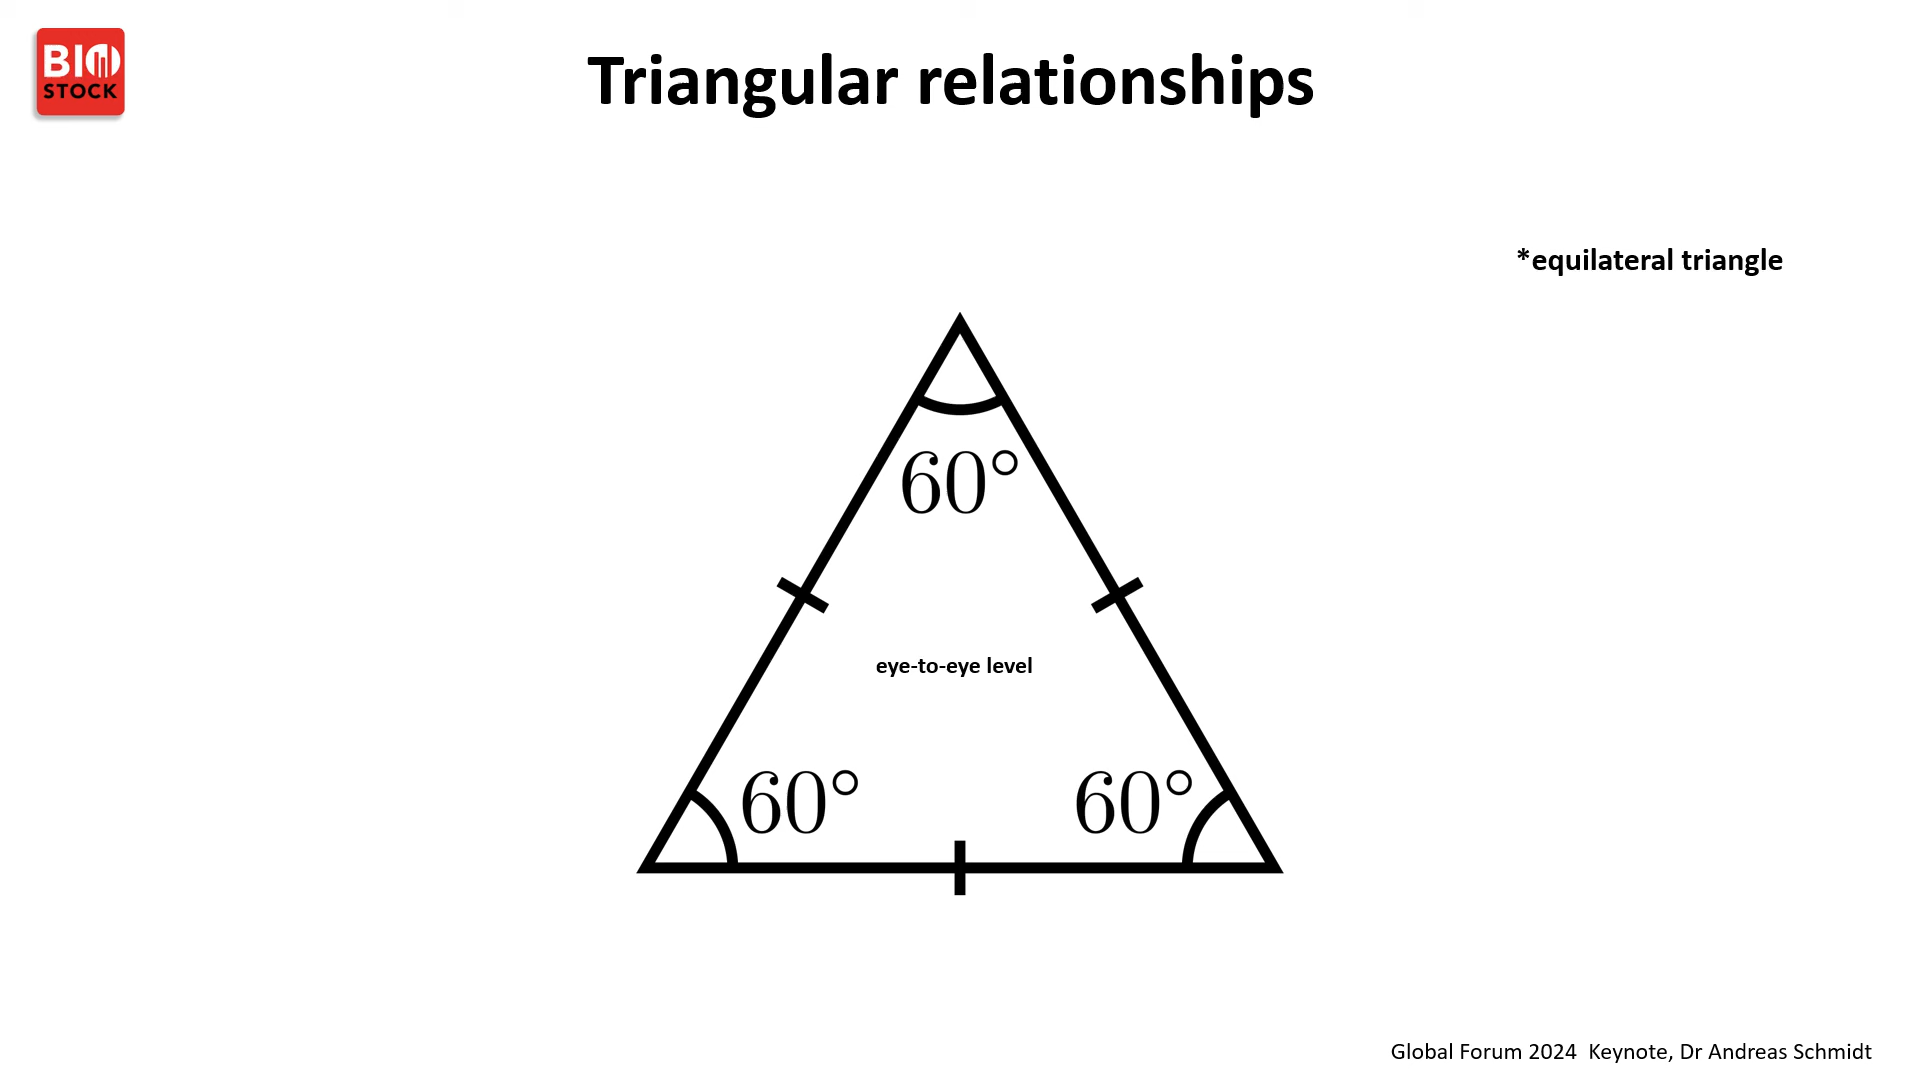 BIO
STOCK
Triangular relationships
*equilateral triangle
60°
eye-to-eye level
60°
60°
Global Forum 2024  Keynote, Dr Andreas Schmidt